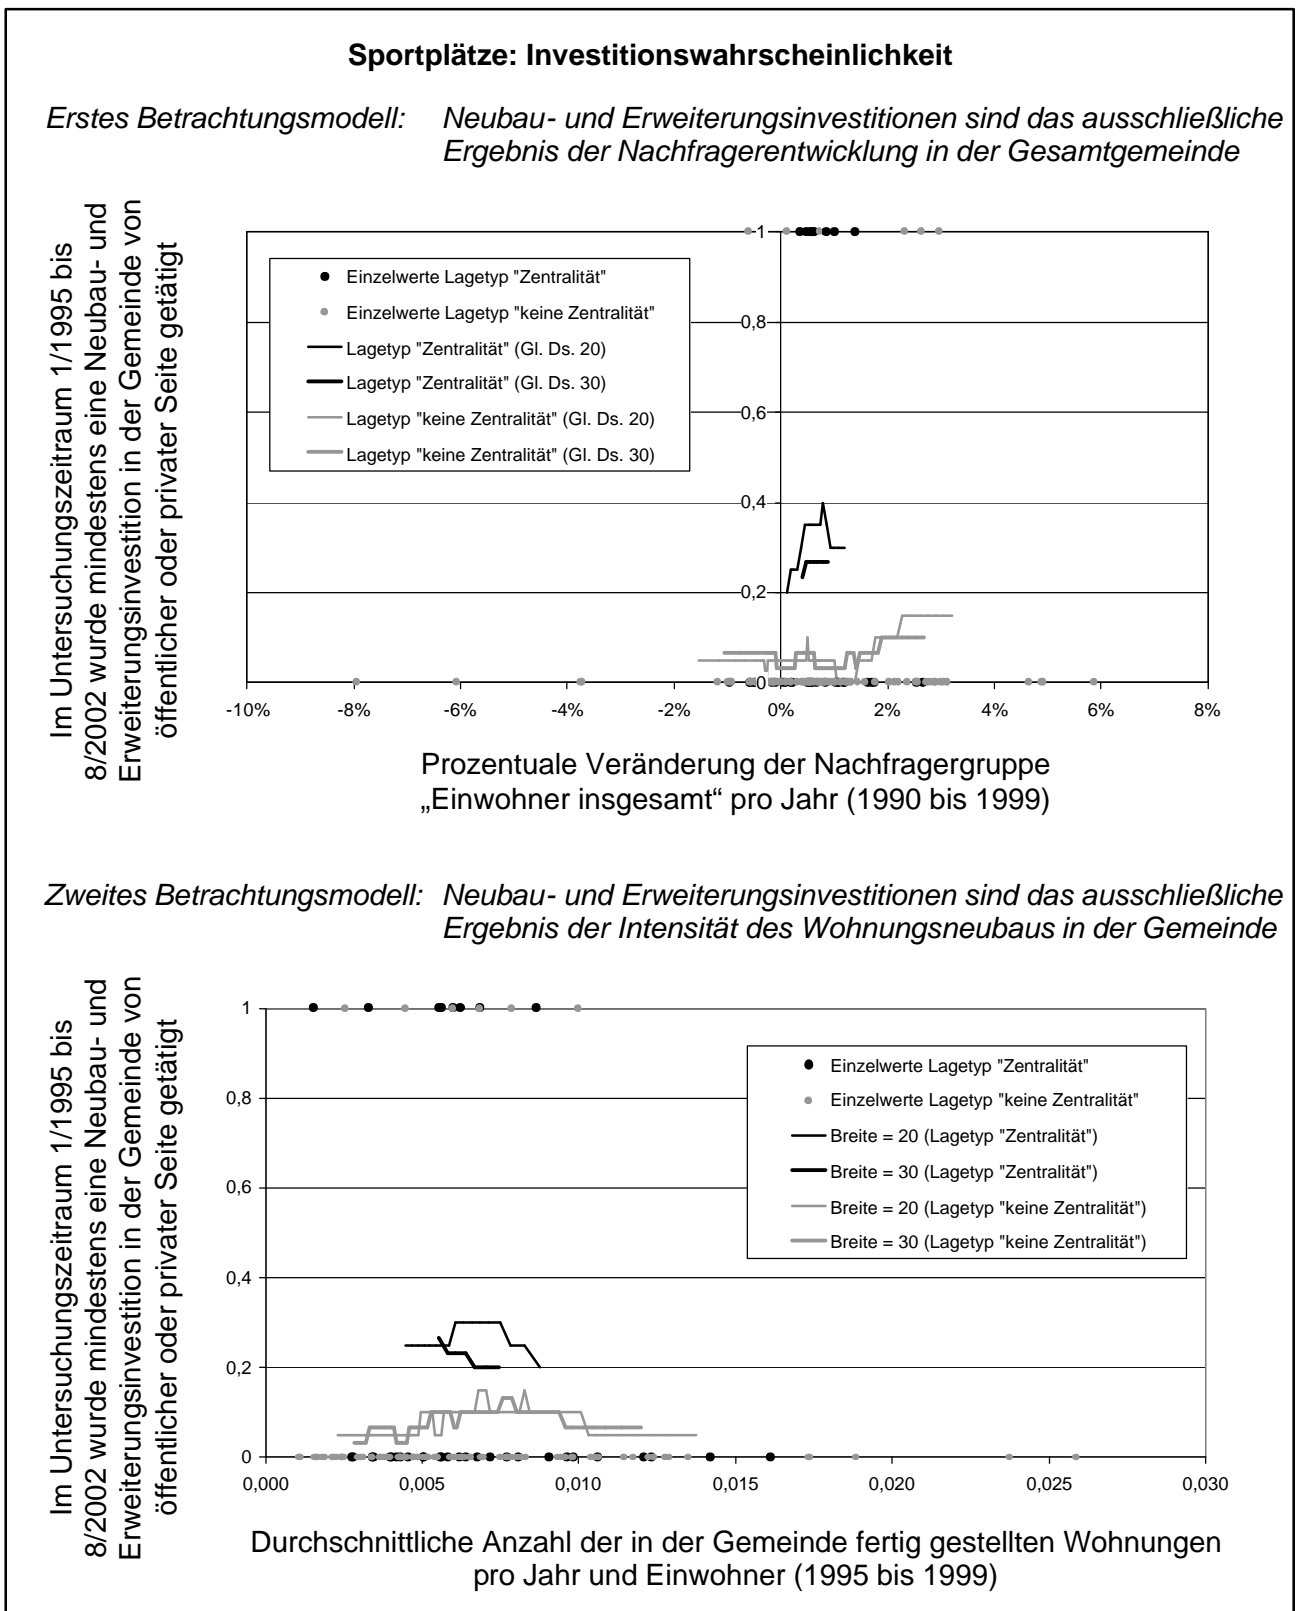 Sportplätze: Investitionswahrscheinlichkeit
Erstes Betrachtungsmodell: Neubau- und Erweiterungsinvestitionen sind das ausschließliche
Ergebnis der Nachfragerentwicklung in der Gesamtgemeinde
Im Untersuchungszeitraum 1/1995 bis
8/2002 wurde mindestens eine Neubau- und
Erweiterungsinvestition in der Gemeinde von
öffentlicher oder privater Seite getätigt
1
0,8
0,6
0,4
0,2
0
Einzelwerte Lagetyp "Zentralität"
Einzelwerte Lagetyp "keine Zentralität"
Lagetyp "Zentralität" (Gl. Ds. 20)
Lagetyp "Zentralität" (Gl. Ds. 30)
Lagetyp "keine Zentralität" (Gl. Ds. 20)
Lagetyp "keine Zentralität" (Gl. Ds. 30)
-10% -8% -6% -4% -2% 0% 2% 4% 6% 8%
Prozentuale Veränderung der Nachfragergruppe
„Einwohner insgesamt“ pro Jahr (1990 bis 1999)
Zweites Betrachtungsmodell: Neubau- und Erweiterungsinvestitionen sind das ausschließliche
Ergebnis der Intensität des Wohnungsneubaus in der Gemeinde
Im Untersuchungszeitraum 1/1995 bis
8/2002 wurde mindestens eine Neubau- und
Erweiterungsinvestition in der Gemeinde von
öffentlicher oder privater Seite getätigt
1
0,8
0,6
0,4
0,2
0
Einzelwerte Lagetyp "Zentralität"
Einzelwerte Lagetyp "keine Zentralität"
Breite = 20 (Lagetyp "Zentralität")
Breite = 30 (Lagetyp "Zentralität")
Breite = 20 (Lagetyp "keine Zentralität")
Breite = 30 (Lagetyp "keine Zentralität")
0,000 0,005 0,010 0,015 0,020 0,025 0,030
Durchschnittliche Anzahl der in der Gemeinde fertig gestellten Wohnungen
pro Jahr und Einwohner (1995 bis 1999)